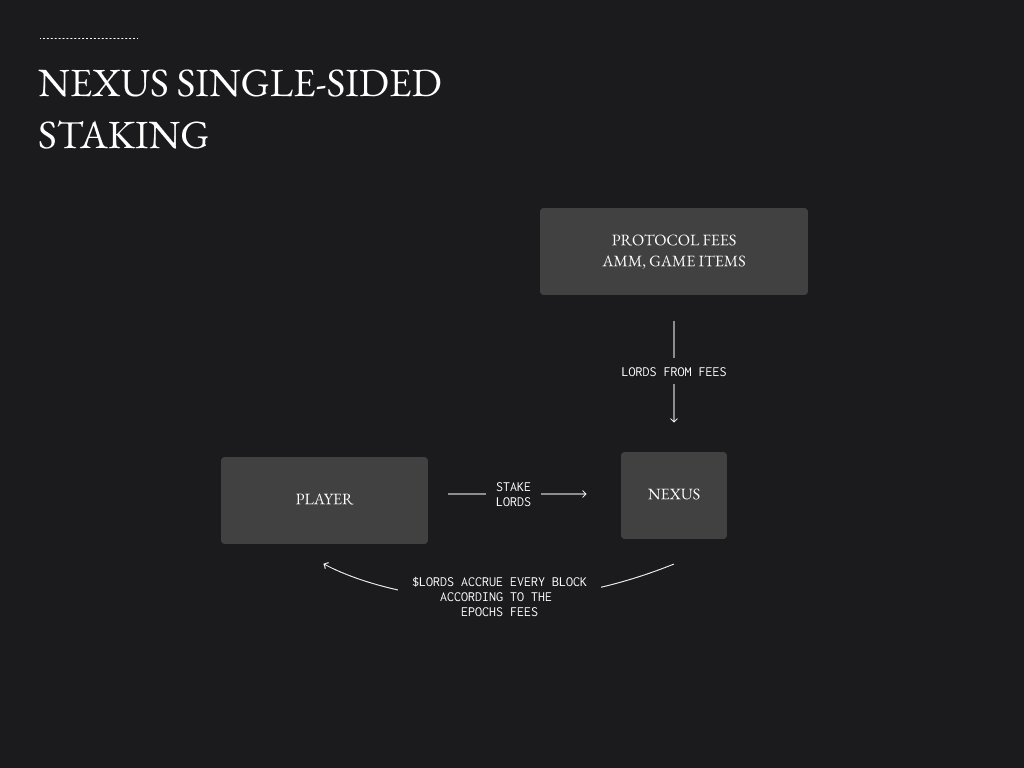 NEXUS SINGLE-SIDED
STAKING
PROTOCOL FEES
AMM, GAME ITEMS
LORDS FROM FEES
PLAYER
STAKE
LORDS
NEXUS
$LORDS ACCRUE EVERY BLOCK
ACCORDING TO THE
EPOCHS FEES